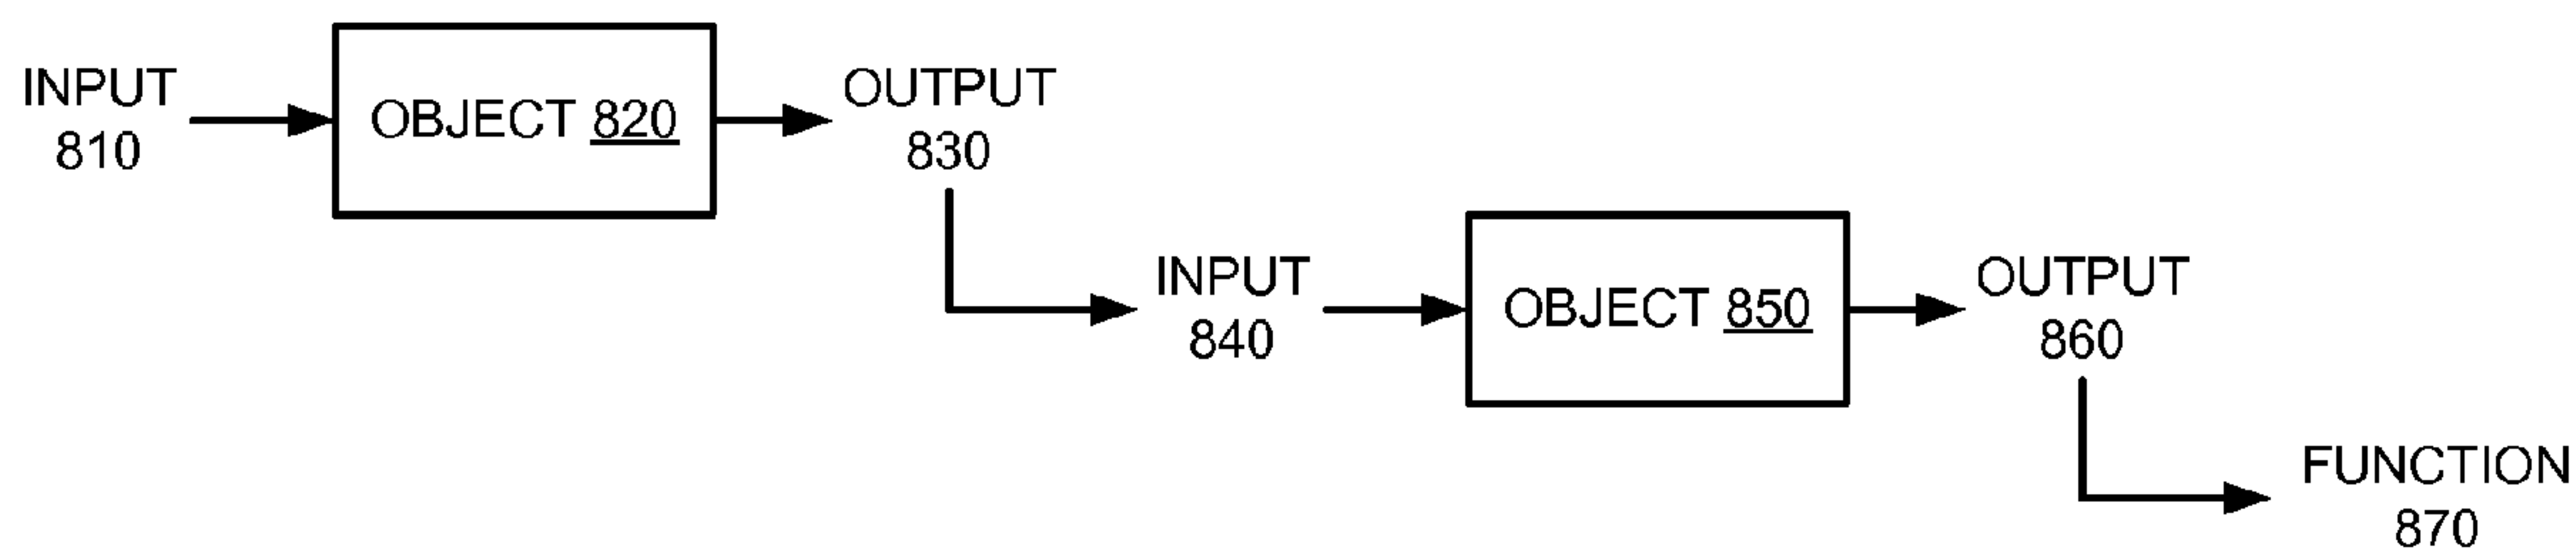 INPUT
810
OBJECT 820
OUTPUT
830
INPUT
840
OBJECT 850
OUTPUT
860
FUNCTION
870